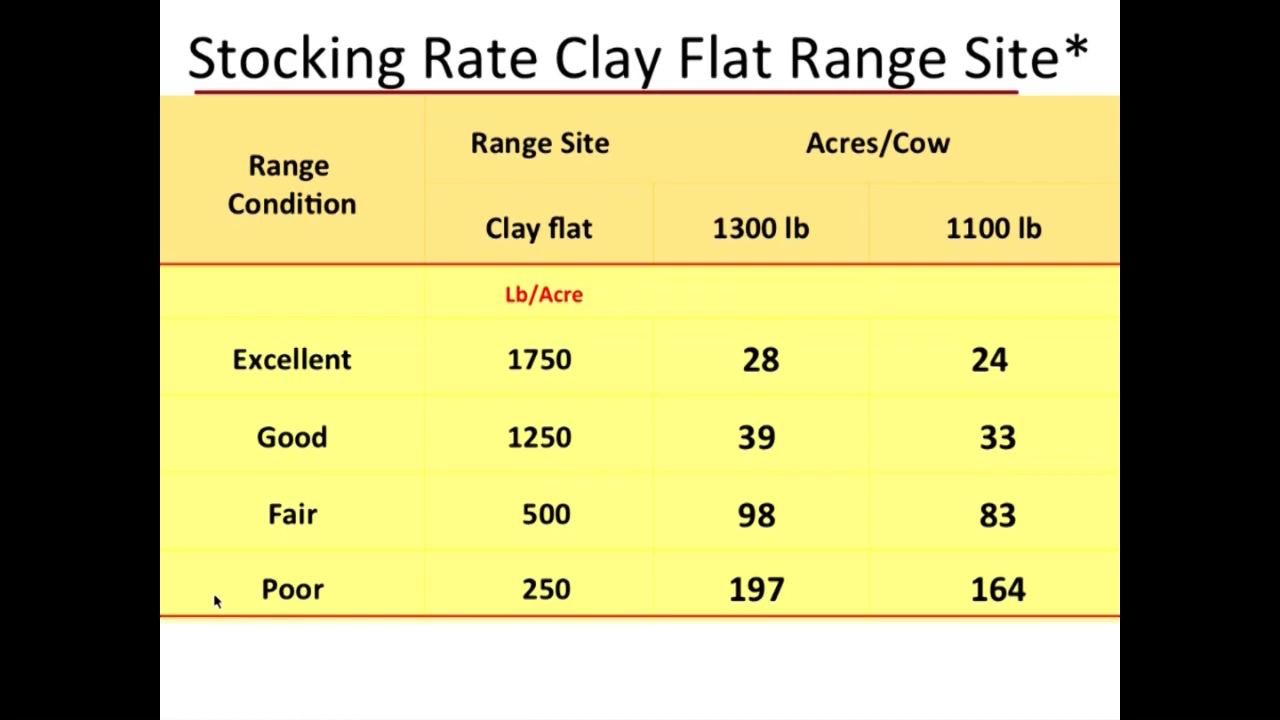 Stocking Rate Clay Flat Range Site*
Range Condition
Range Site
Acres/Cow
Clay flat
1300 lb
1100 lb
Lb/Acre
Excellent 1750 28 24
Good 1250 39 33
Fair 500 98 83
Poor 250 197 164